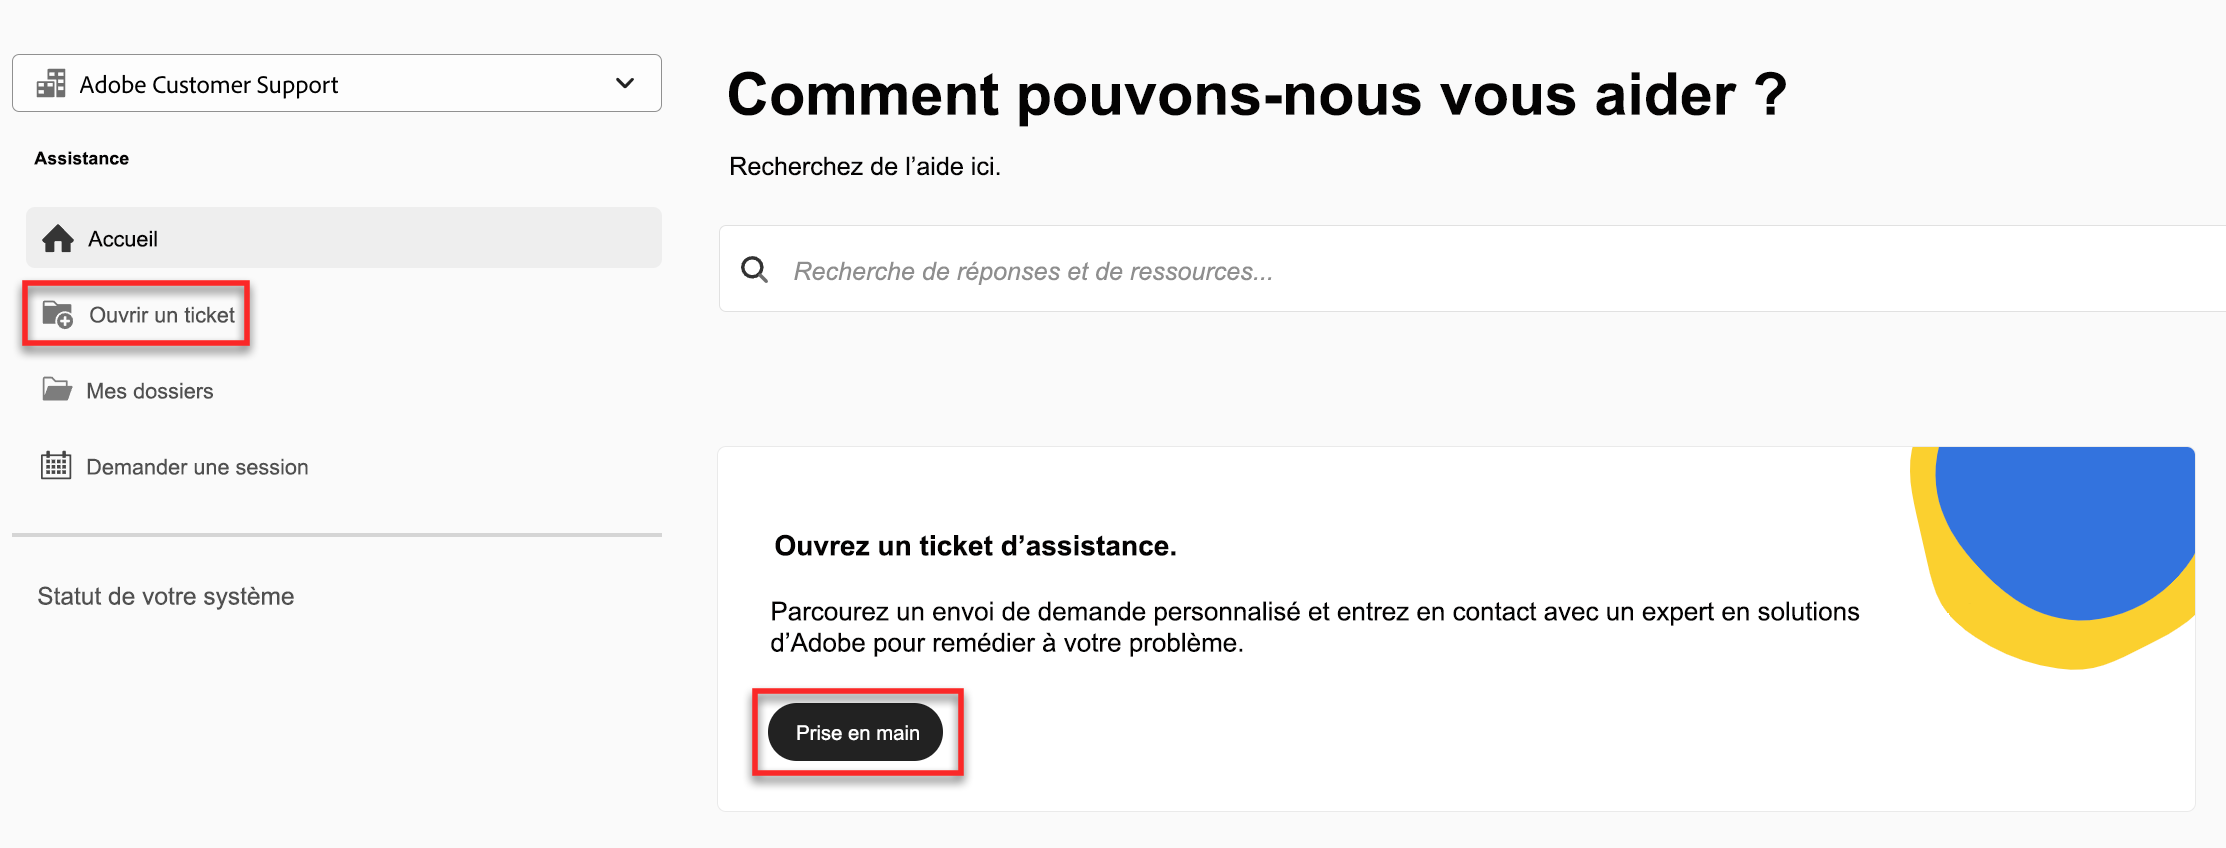 Adobe Customer Support
Assistance
Accueil
Ouvrir un ticket
Mes dossiers
Demander une session
Statut de votre système
Comment pouvons-nous vous aider ?
Recherchez de l’aide ici.
Recherche de réponses et de ressources...
Ouvrez un ticket d’assistance.
Parcourez un envoi de demande personnalisé et entrez en contact avec un expert en solutions
d’Adobe pour remédier à votre problème.
Prise en main